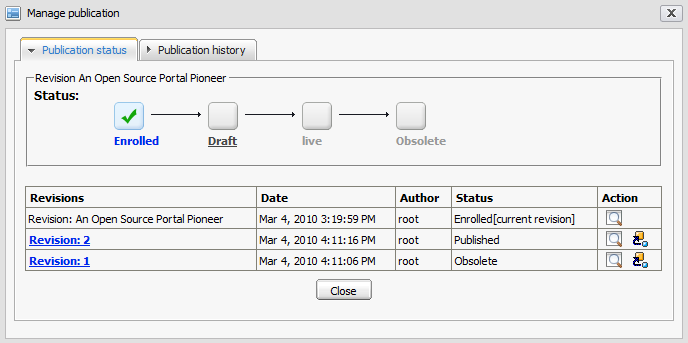 Manage publication
Publication status
Publication history
Revision An Open Source Portal Pioneer
Status:
Enrolled Draft live Obsolete
Revisions Date Author Status Action
Revision: An Open Source Portal Pioneer Mar 4, 2010 3:19:59 PM root Enrolled[current revision]
Revision: 2 Mar 4, 2010 4:11:16 PM root Published
Revision: 1 Mar 4, 2010 4:11:06 PM root Obsolete
Close